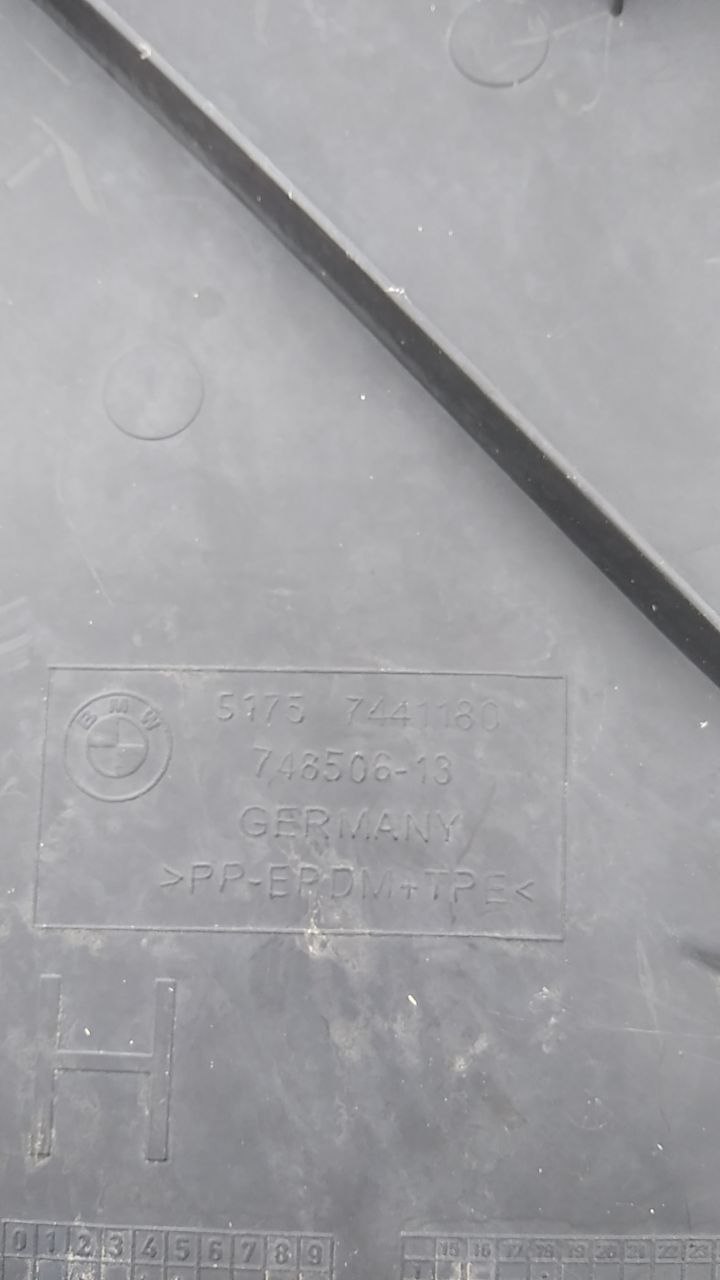 BMW
5175 7441180
748506-13
GERMANY
>PP-EPDM+TPE<
H
0 1 2 3 4 5 6 7 8 9
15 16 17 18 19 20 21 22 23